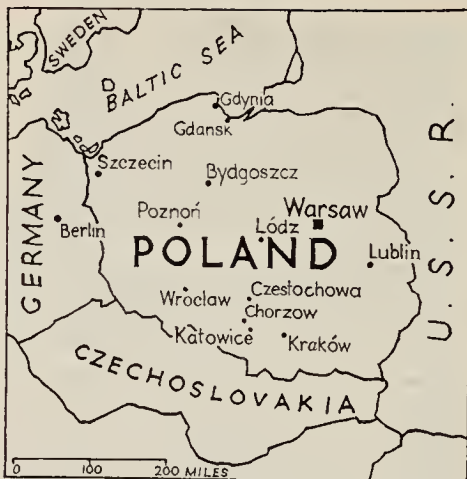 SWEDEN
BALTIC SEA
Gdynia
Gdansk
Szczecin
Bydgoszcz
U. S. S. R.
GERMANY
Berlin
Poznoń
Warsaw
Lódz
POLAND
Lublin
Wrocław
Czestochowa
Chorzow
Katowice
Kraków
CZECHOSLOVAKIA
0 100 200 MILES